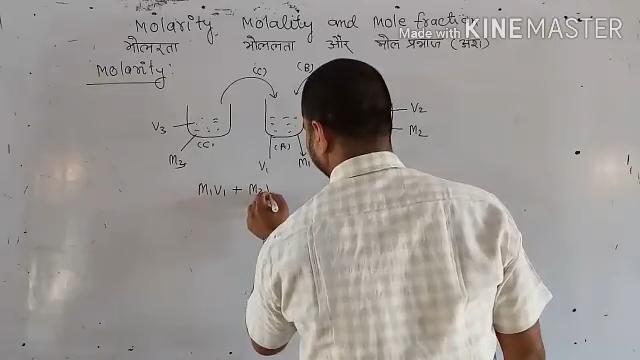 Molarity, Molality and Mole fraction
मोलरता मोललता और मोल प्रभाज (अंश)
Made with KINEMASTER
Molarity:
(C) (B)
V3 V2
M3 (C) (A) M2
V1 M1
M1V1 + M2